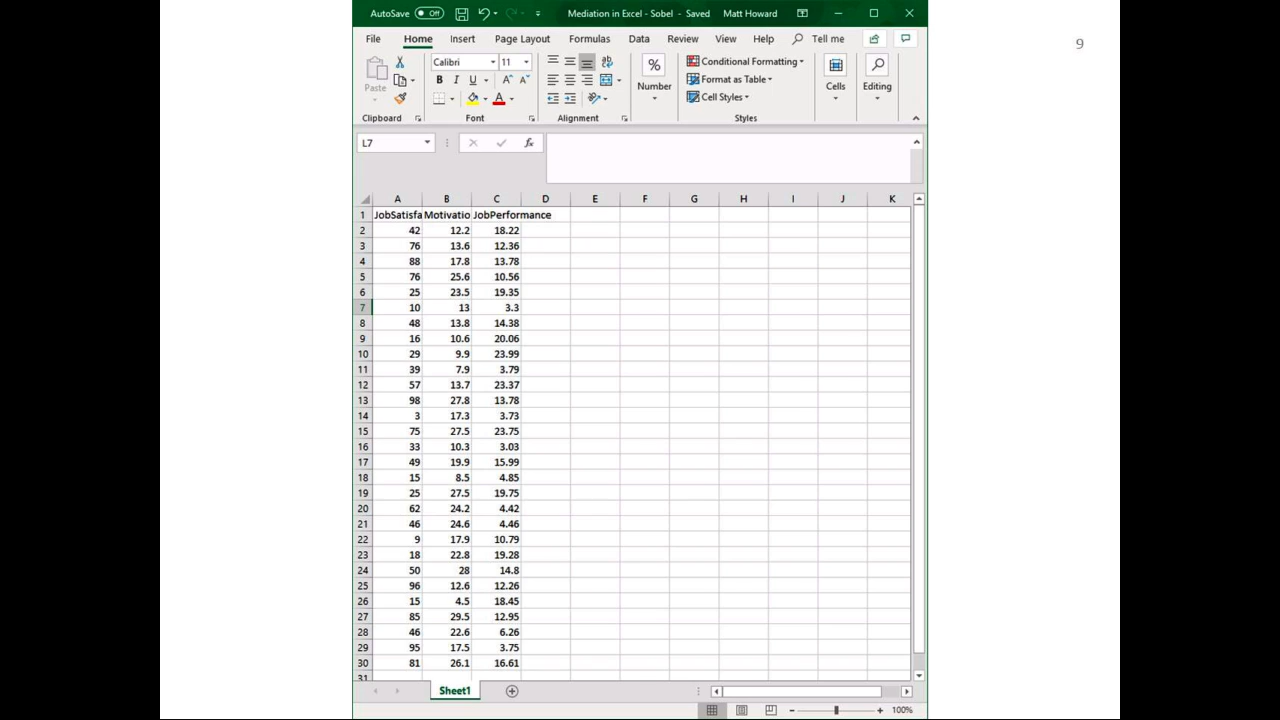 AutoSave Off Mediation in Excel - Sobel - Saved Matt Howard
9
File Home Insert Page Layout Formulas Data Review View Help Tell me
Paste Calibri 11 % Number Conditional Formatting Cells Editing
B I U A A Format as Table
A Cell Styles
Clipboard Font Alignment Styles
L7 fx
A B C D E F G H I J K
1 JobSatisfa Motivatio JobPerformance
2 42 12.2 18.22
3 76 13.6 12.36
4 88 17.8 13.78
5 76 25.6 10.56
6 25 23.5 19.35
7 10 13 3.3
8 48 13.8 14.38
9 16 10.6 20.06
10 29 9.9 23.99
11 39 7.9 3.79
12 57 13.7 23.37
13 98 27.8 13.78
14 3 17.3 3.73
15 75 27.5 23.75
16 33 10.3 3.03
17 49 19.9 15.99
18 15 8.5 4.85
19 25 27.5 19.75
20 62 24.2 4.42
21 46 24.6 4.46
22 9 17.9 10.79
23 18 22.8 19.28
24 50 28 14.8
25 96 12.6 12.26
26 15 4.5 18.45
27 85 29.5 12.95
28 46 22.6 6.26
29 95 17.5 3.75
30 81 26.1 16.61
31
Sheet1
100%